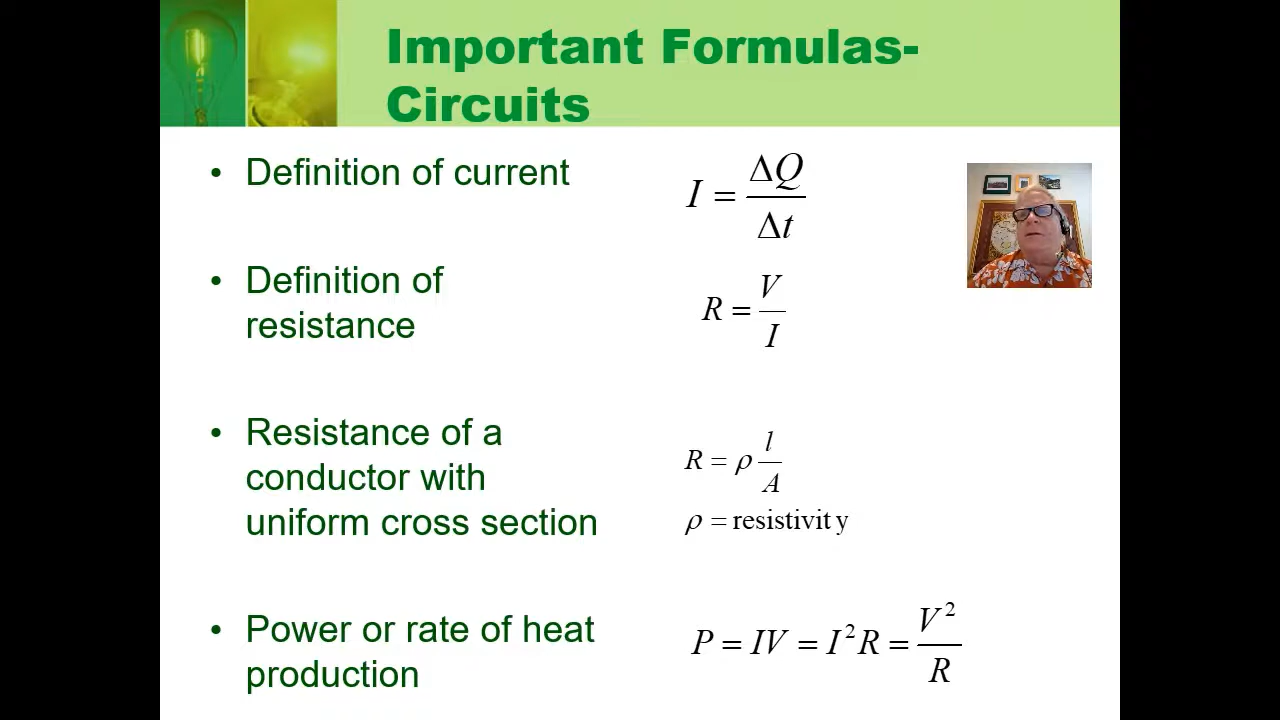 Important Formulas-
Circuits
• Definition of current
I = ΔQ / Δt
• Definition of
resistance
R = V / I
• Resistance of a
conductor with
uniform cross section
R = ρ l / A
ρ = resistivit y
• Power or rate of heat
production
P = IV = I² R = V² / R